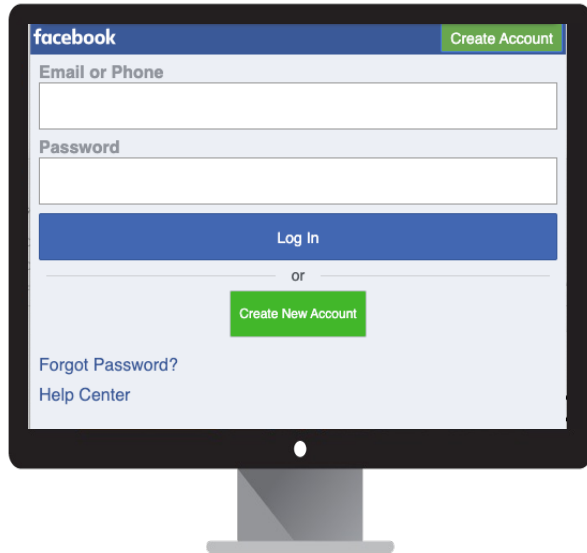 facebook Create Account
Email or Phone
Password
Log In
or
Create New Account
Forgot Password?
Help Center